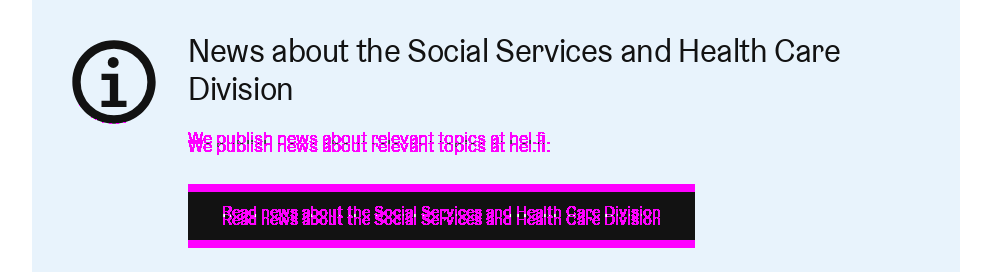 News about the Social Services and Health Care
Division
We publish news about relevant topics at hel.fi.
Read news about the Social Services and Health Care Division